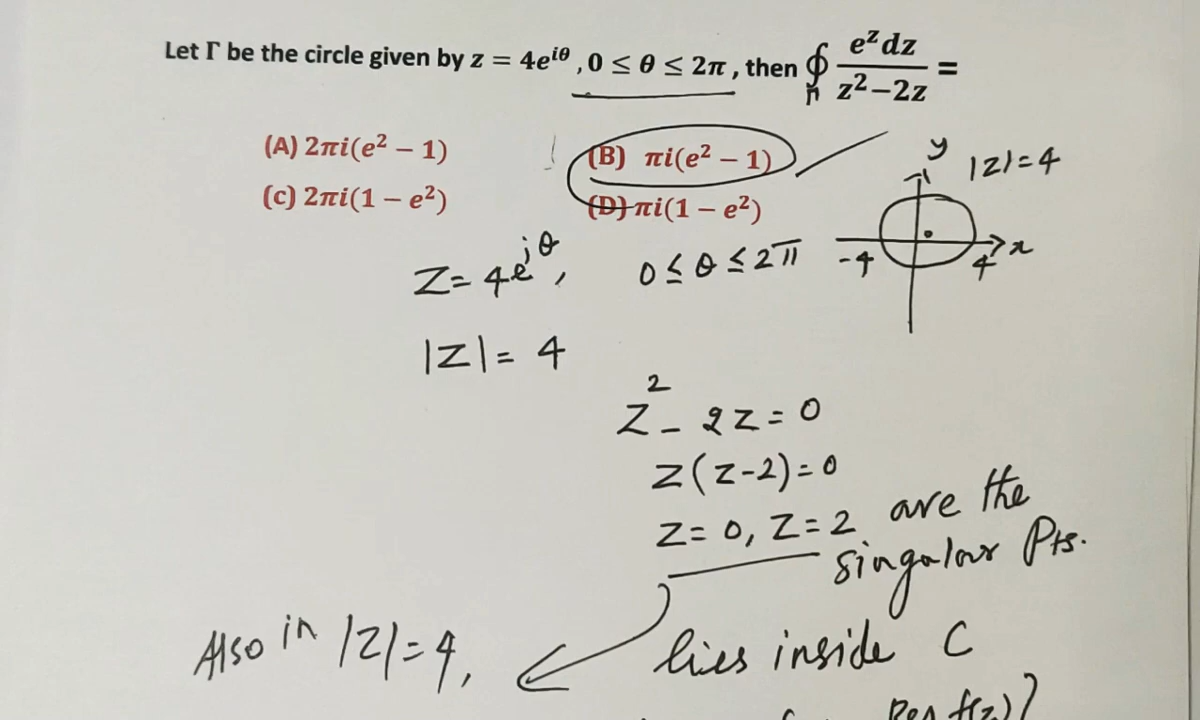 Let Γ be the circle given by z = 4e^{iθ} , 0 ≤ θ ≤ 2π , then ∮_Γ e^z dz / z² − 2z =
(A) 2πi(e² − 1) (B) πi(e² − 1)
(C) 2πi(1 − e²) (D) πi(1 − e²)
y
|z| = 4
-4 4 x
z = 4e^{iθ}, 0 ≤ θ ≤ 2π
|z| = 4
z² - 2z = 0
z(z-2) = 0
z = 0, z = 2 are the
singular Pts.
Also in |z| = 4, lies inside C